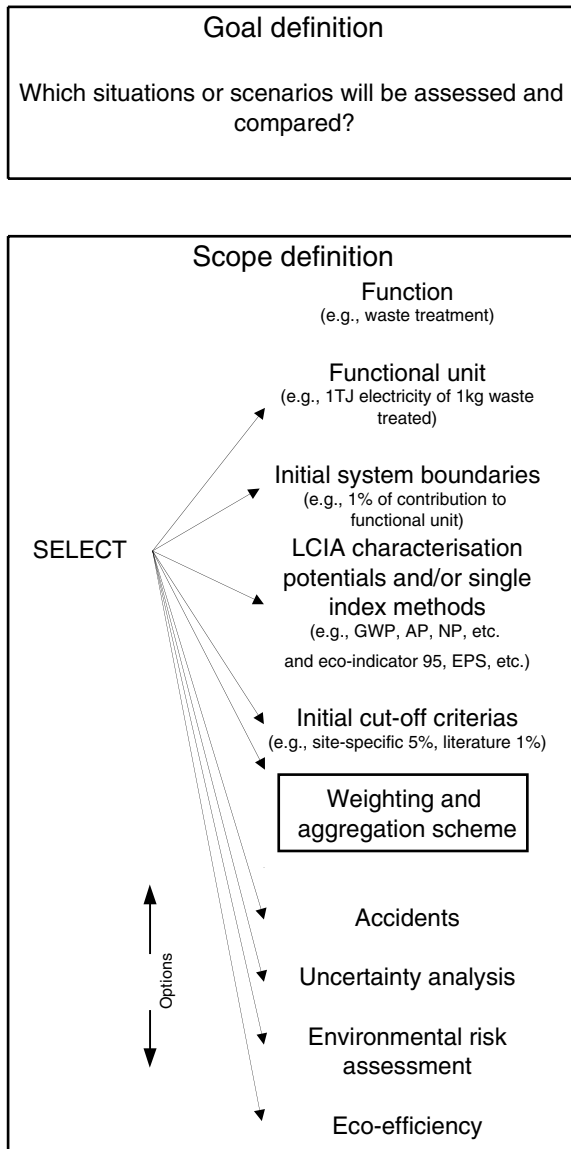 Goal definition
Which situations or scenarios will be assessed and
compared?
Scope definition
Function
(e.g., waste treatment)
Functional unit
(e.g., 1TJ electricity of 1kg waste
treated)
Initial system boundaries
(e.g., 1% of contribution to
functional unit)
SELECT
LCIA characterisation
potentials and/or single
index methods
(e.g., GWP, AP, NP, etc.
and eco-indicator 95, EPS, etc.)
Initial cut-off criterias
(e.g., site-specific 5%, literature 1%)
Weighting and
aggregation scheme
Accidents
Options
Uncertainty analysis
Environmental risk
assessment
Eco-efficiency